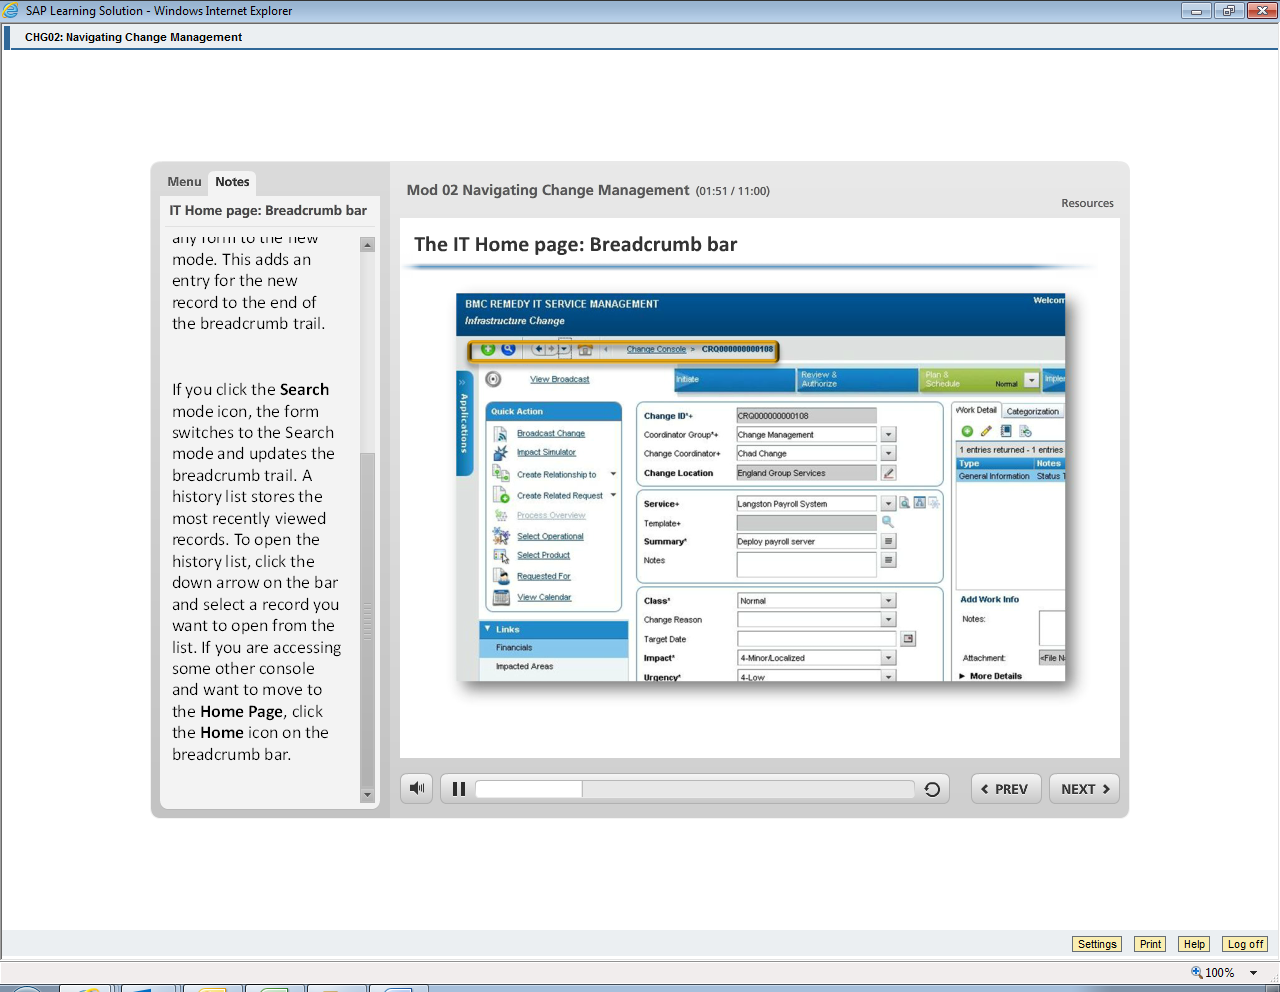 SAP Learning Solution - Windows Internet Explorer
CHG02: Navigating Change Management
Menu
Notes
IT Home page: Breadcrumb bar
any form to the new
mode. This adds an
entry for the new
record to the end of
the breadcrumb trail.
If you click the Search
mode icon, the form
switches to the Search
mode and updates the
breadcrumb trail. A
history list stores the
most recently viewed
records. To open the
history list, click the
down arrow on the bar
and select a record you
want to open from the
list. If you are accessing
some other console
and want to move to
the Home Page, click
the Home icon on the
breadcrumb bar.
Mod 02 Navigating Change Management (01:51 / 11:00)
Resources
The IT Home page: Breadcrumb bar
BMC REMEDY IT SERVICE MANAGEMENT
Welcom
Infrastructure Change
Change Console > CRQ000000000108
Applications
View Broadcast
Initiate
Review &
Authorize
Plan &
Schedule
Normal
Imple
Quick Action
Broadcast Change
Impact Simulator
Create Relationship to
Create Related Request
Process Overview
Select Operational
Select Product
Requested For
View Calendar
Links
Financials
Impacted Areas
Change ID*+ CRQ000000000108
Coordinator Group*+ Change Management
Change Coordinator+ Chad Change
Change Location England Group Services
Service+ Langston Payroll System
Template+
Summary* Deploy payroll server
Notes
Class* Normal
Change Reason
Target Date
Impact* 4-Minor/Localized
Urgency* 4-Low
Work Detail
Categorization
1 entries returned - 1 entries
Type Notes
General Information Status T
Add Work Info
Notes:
Attachment: <File N
More Details
PREV
NEXT
Settings
Print
Help
Log off
100%